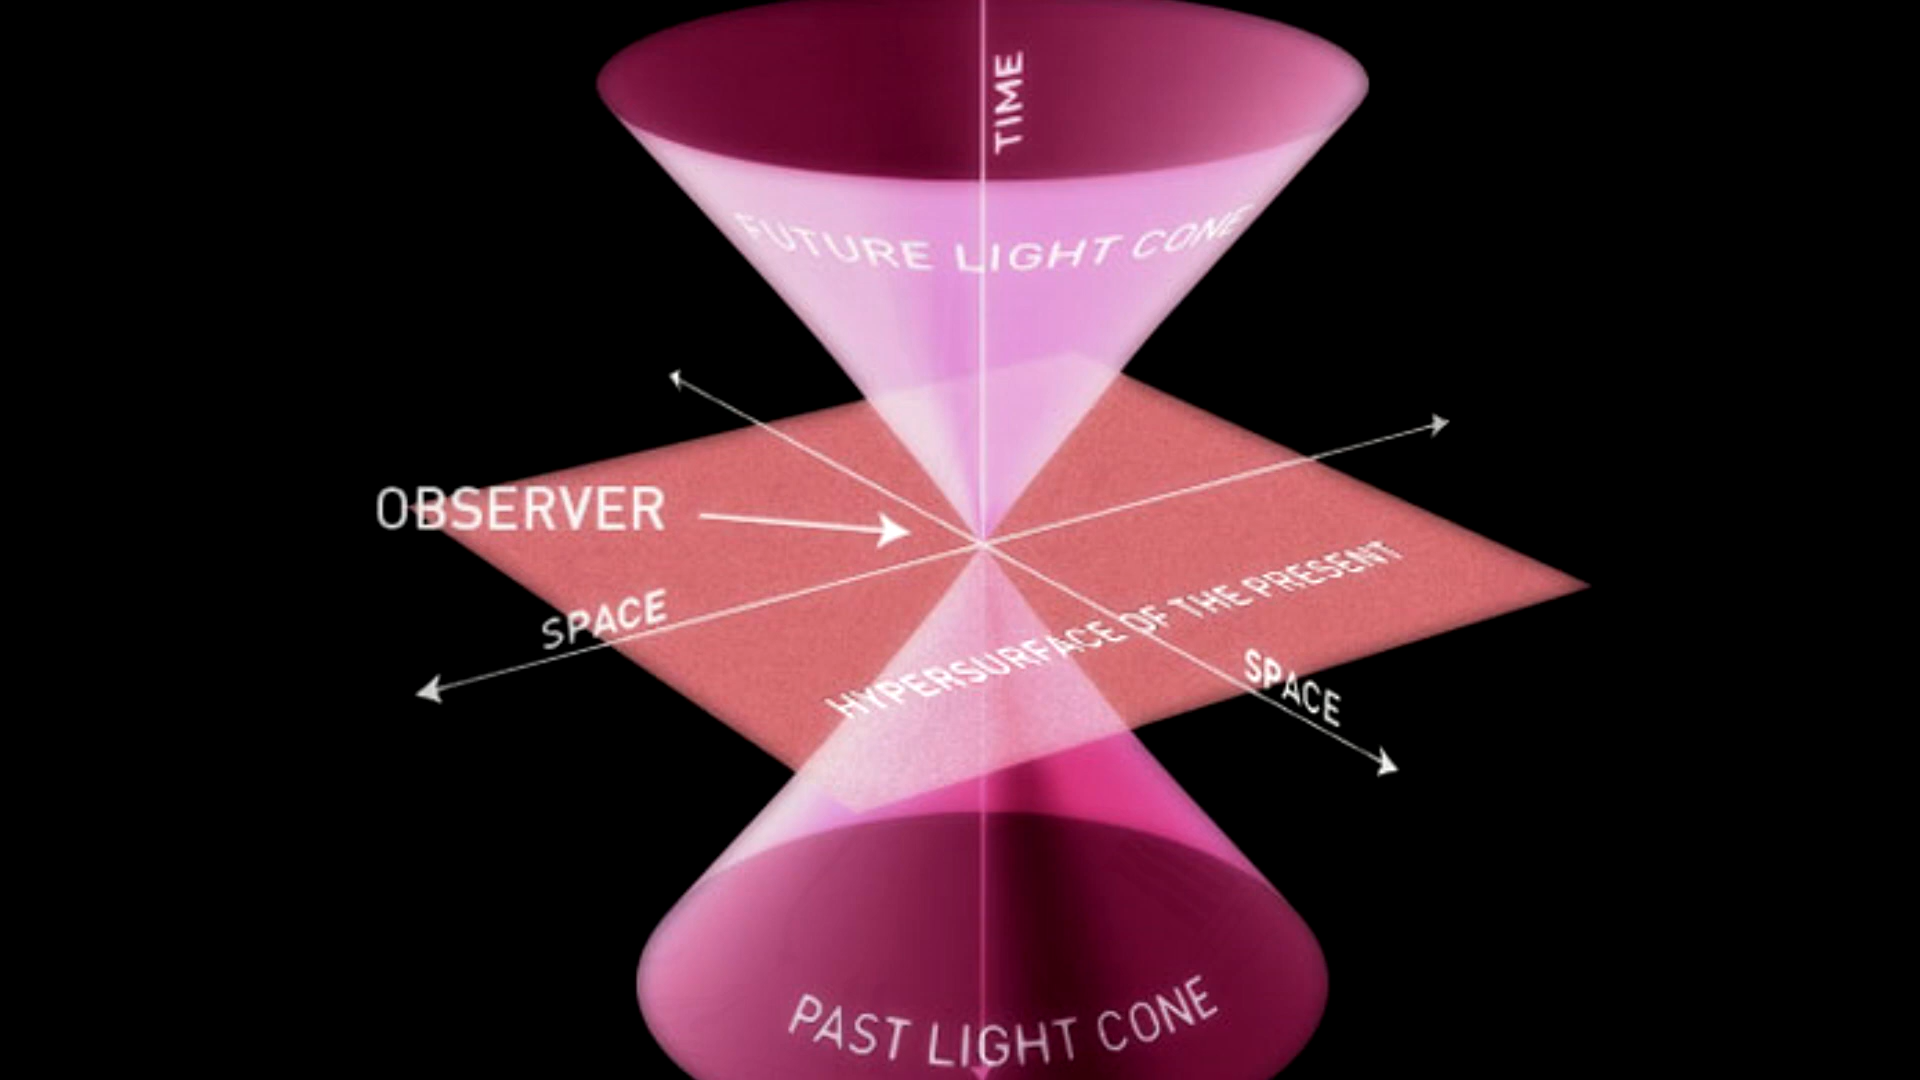 TIME
FUTURE LIGHT CONE
OBSERVER
SPACE
HYPERSURFACE OF THE PRESENT
SPACE
PAST LIGHT CONE